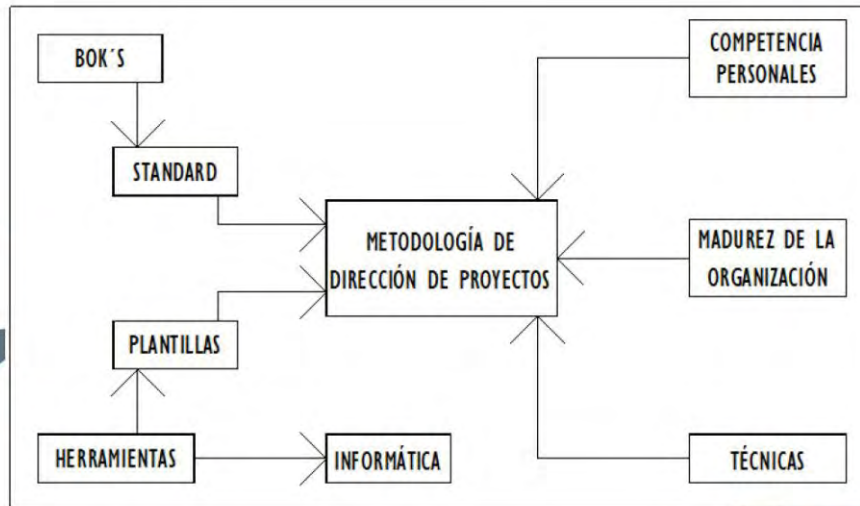 BOK´S
STANDARD
PLANTILLAS
HERRAMIENTAS
INFORMÁTICA
METODOLOGÍA DE
DIRECCIÓN DE PROYECTOS
COMPETENCIA
PERSONALES
MADUREZ DE LA
ORGANIZACIÓN
TÉCNICAS